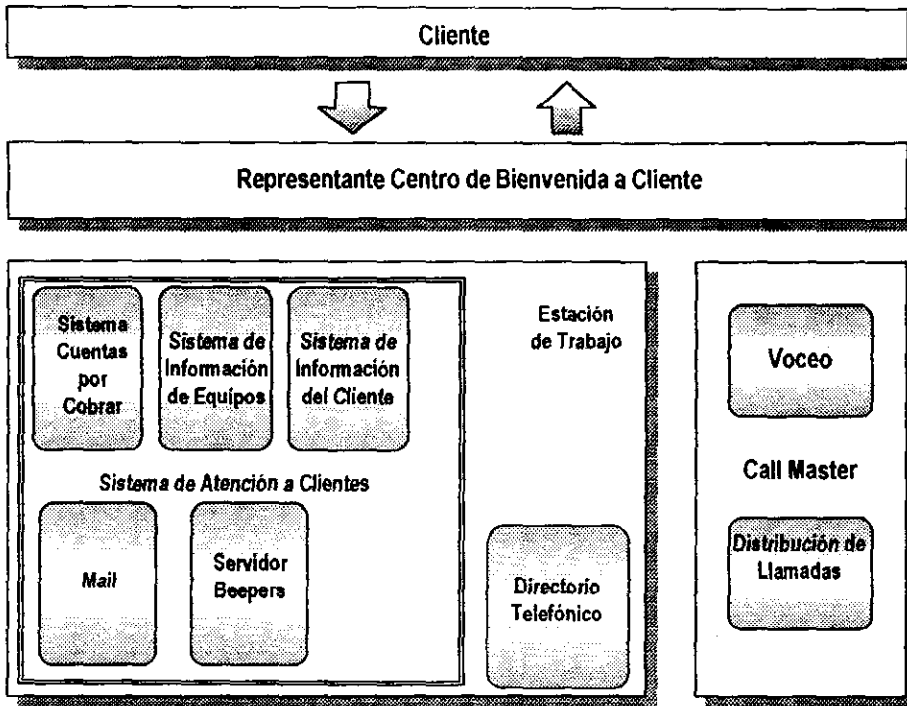 Cliente
Representante Centro de Bienvenida a Cliente
Sistema
Cuentas
por
Cobrar
Sistema de
Información
de Equipos
Sistema de
Información
del Cliente
Estación
de Trabajo
Sistema de Atención a Clientes
Mail
Servidor
Beepers
Directorio
Telefónico
Voceo
Call Master
Distribución de
Llamadas